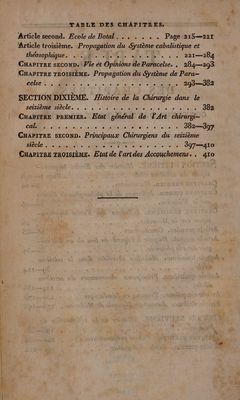 TABLE DES CHAPITRES.
Article second. Ecole de Botal . . . . . . . Page 215—221
Article troisième. Propagation du Système cabalistique et
théosophique. . . . . . . . . . . . . . . . . . 221—284
CHAPITRE SECOND. Vie et Opinions de Paracelse. . 284—293
CHAPITRE TROISIÈME. Propagation du Système de Para-
celse . . . . . . . . . . . . . . . . . . . . . 293—382
SECTION DIXIÈME. Histoire de la Chirurgie dans le
seizième siècle. . . . . . . . . . . . . . . . . . 382
CHAPITRE PREMIER. Etat général de l'Art chirurgi-
cal. . . . . . . . . . . . . . . . . . . . . . 382—397
CHAPITRE SECOND. Principaux Chirurgiens du seizième
siècle . . . . . . . . . . . . . . . . . . . . 397—410
CHAPITRE TROISIÈME. Etat de l'art des Accouchemens. . 410